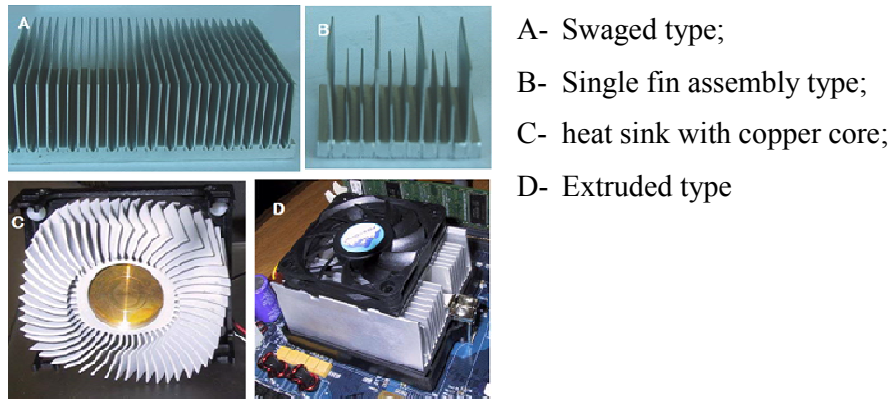 A
B
C
D
A- Swaged type;
B- Single fin assembly type;
C- heat sink with copper core;
D- Extruded type